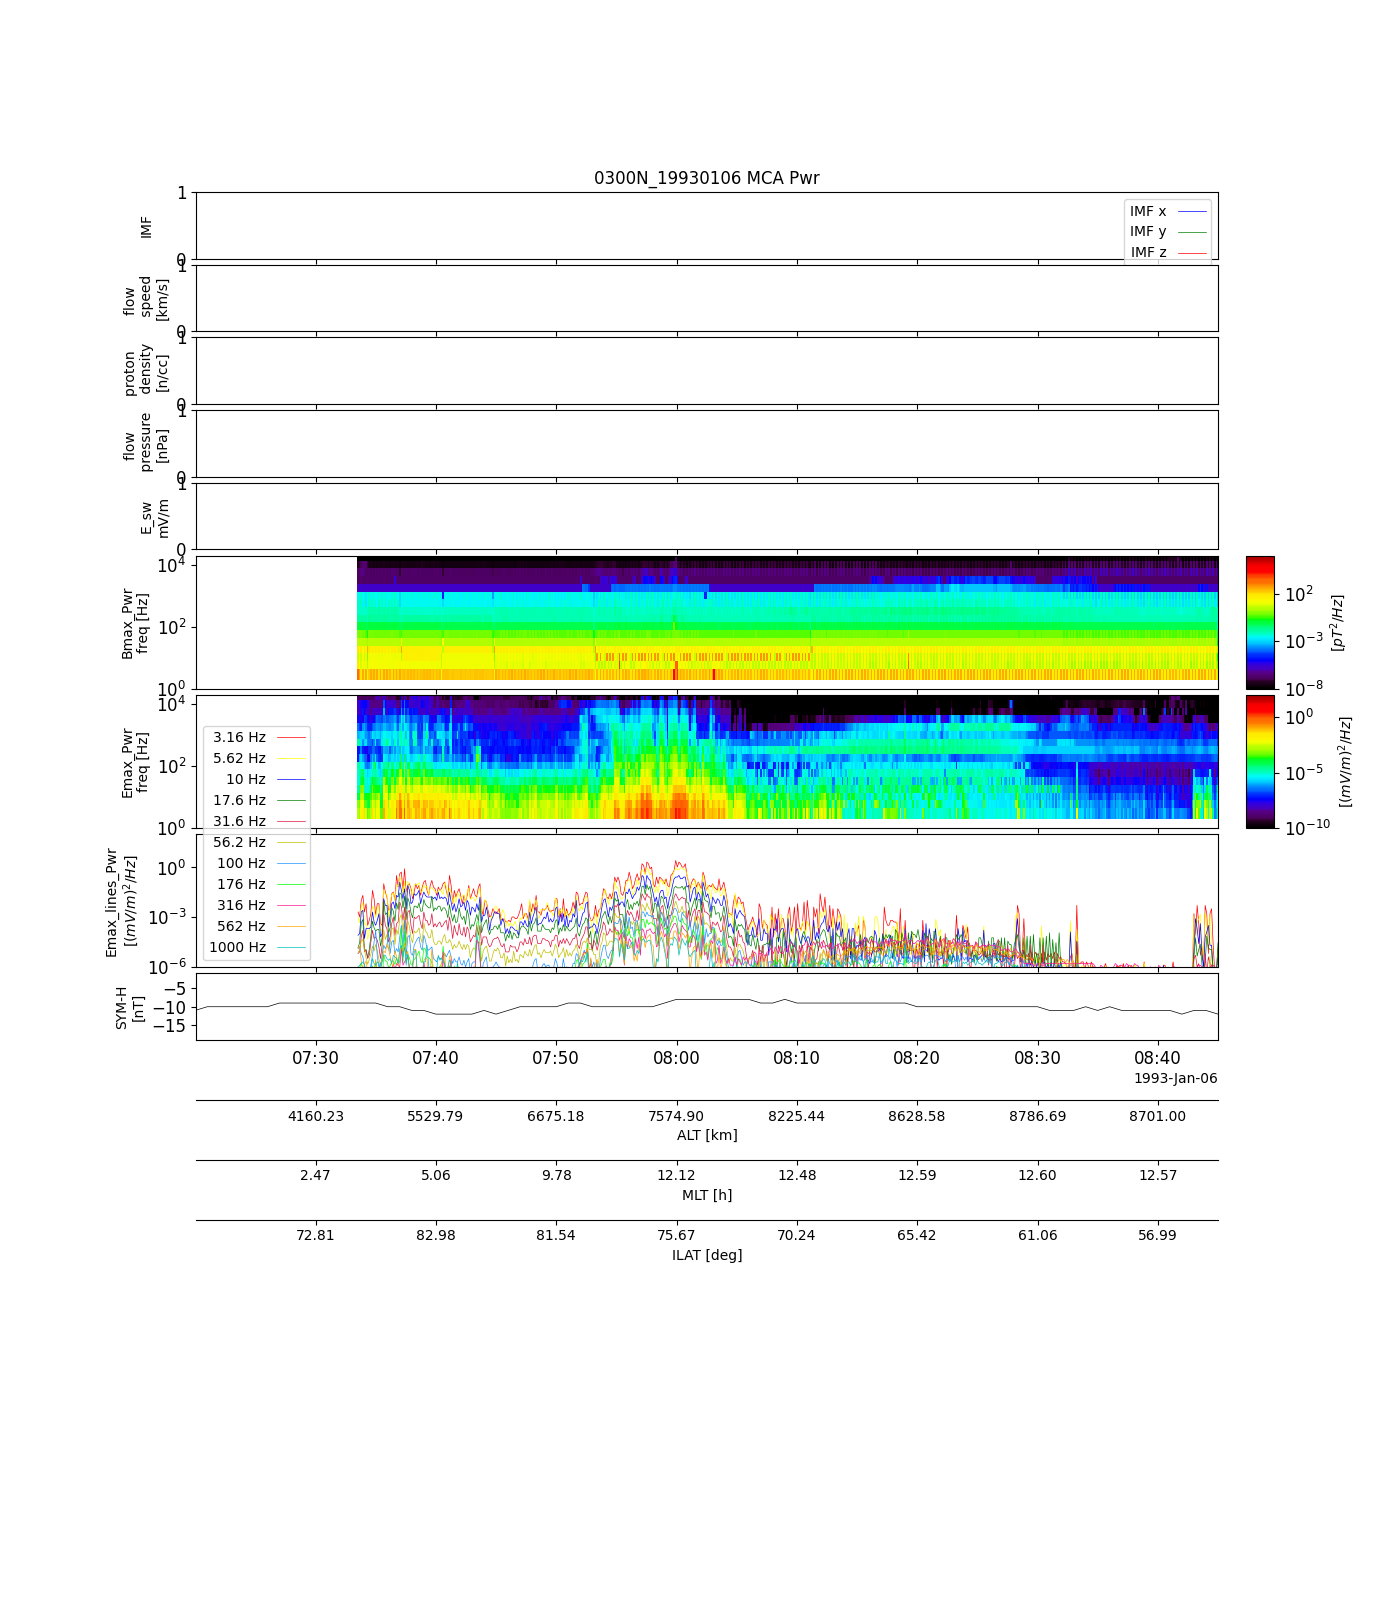 0300N_19930106 MCA Pwr
1
IMF
0
IMF x
IMF y
IMF z
1
flow
speed
[km/s]
0
1
proton
density
[n/cc]
0
1
flow
pressure
[nPa]
0
1
E_sw
mV/m
0
10^4
10^2
10^0
Bmax_Pwr
freq [Hz]
10^2
10^-3
10^-8
[pT^2/Hz]
10^4
10^2
10^0
Emax_Pwr
freq [Hz]
10^0
10^-5
10^-10
[(mV/m)^2/Hz]
3.16 Hz
5.62 Hz
10 Hz
17.6 Hz
31.6 Hz
56.2 Hz
100 Hz
176 Hz
316 Hz
562 Hz
1000 Hz
10^0
10^-3
10^-6
Emax_lines_Pwr
[(mV/m)^2/Hz]
−5
−10
−15
SYM-H
[nT]
07:30 07:40 07:50 08:00 08:10 08:20 08:30 08:40
1993-Jan-06
4160.23 5529.79 6675.18 7574.90 8225.44 8628.58 8786.69 8701.00
ALT [km]
2.47 5.06 9.78 12.12 12.48 12.59 12.60 12.57
MLT [h]
72.81 82.98 81.54 75.67 70.24 65.42 61.06 56.99
ILAT [deg]